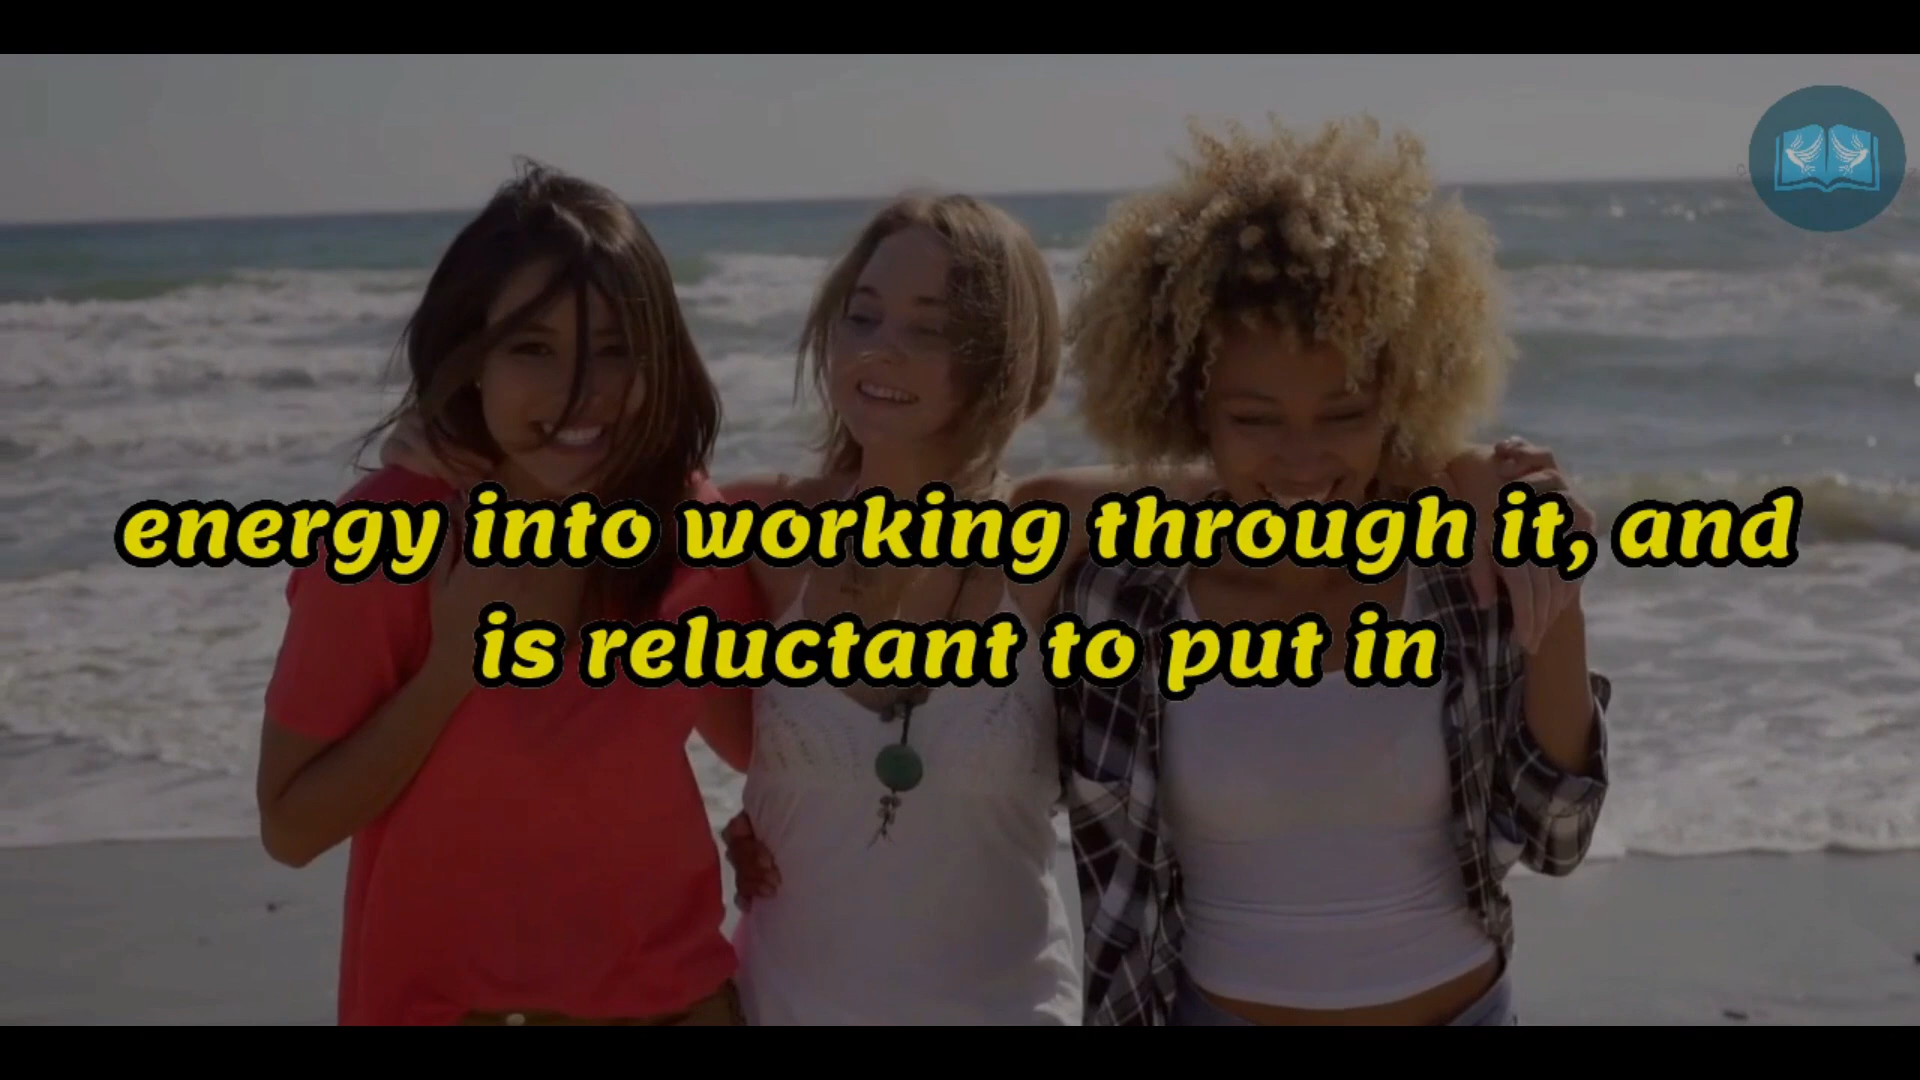 energy into working through it, and
is reluctant to put in